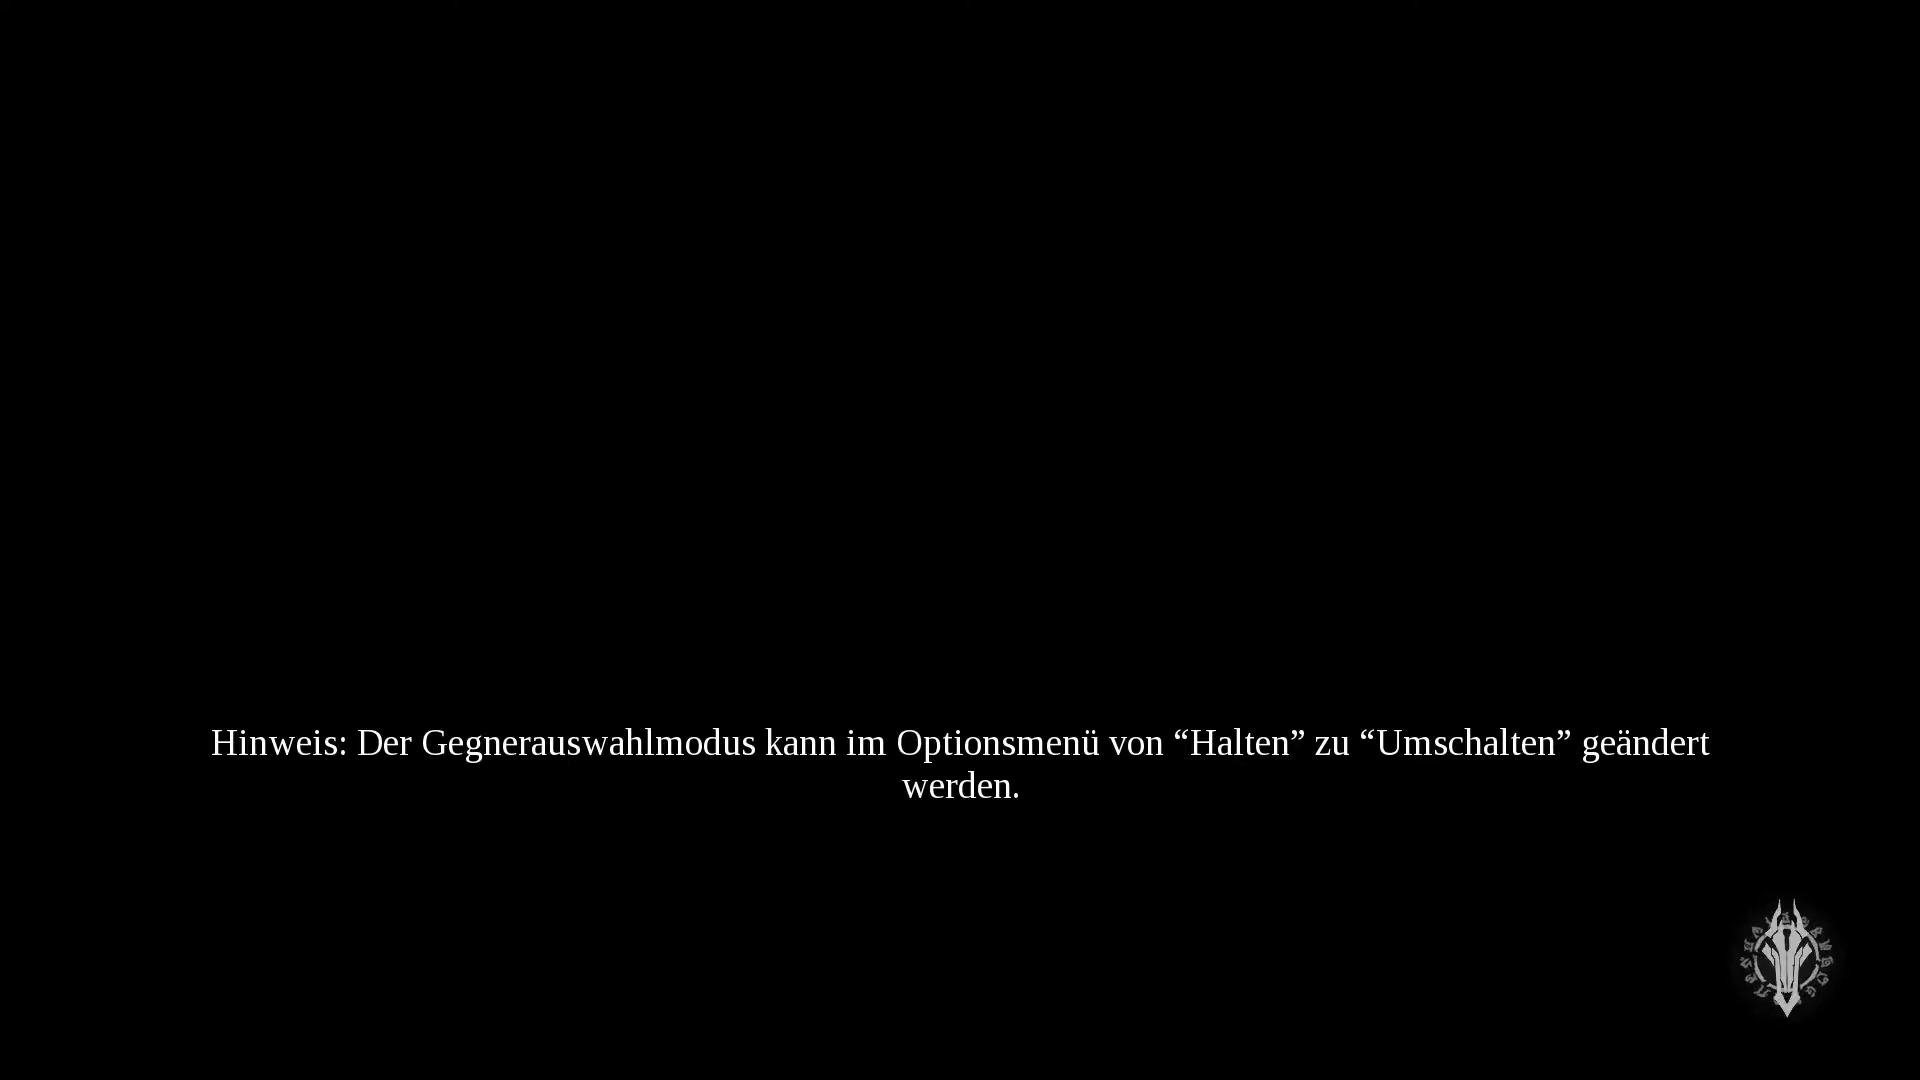 Hinweis: Der Gegnerauswahlmodus kann im Optionsmenü von “Halten” zu “Umschalten” geändert
werden.